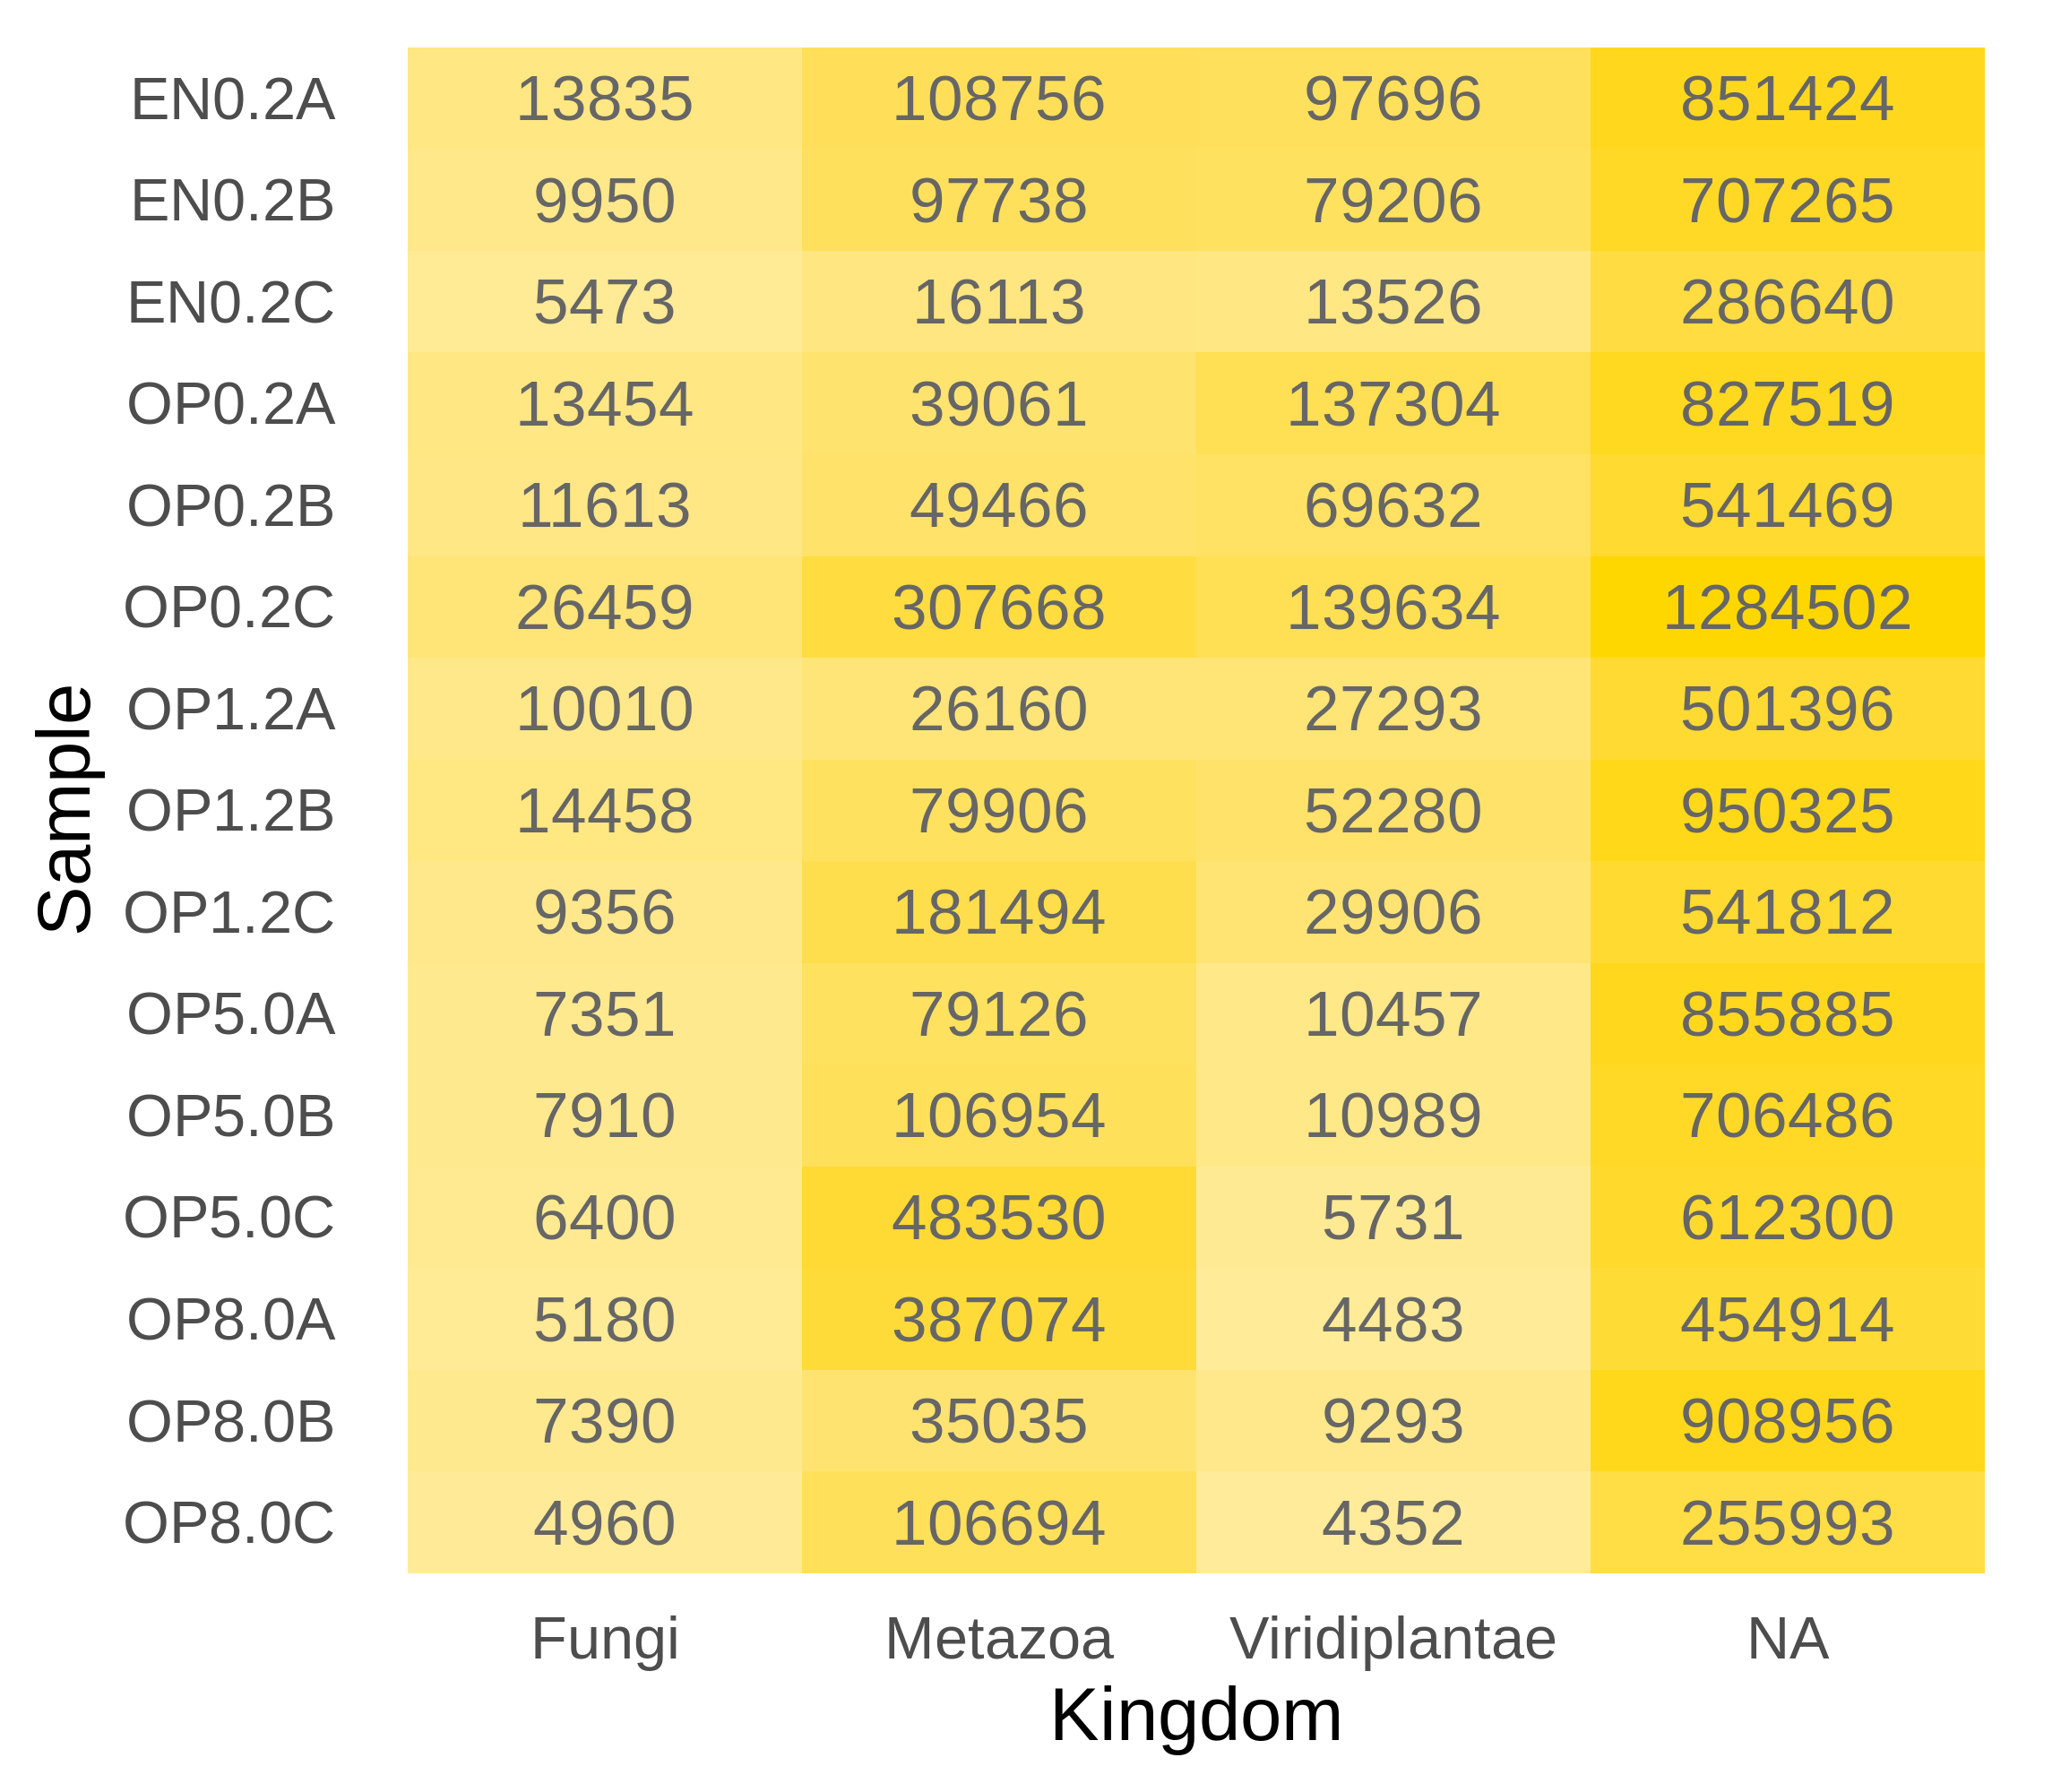 EN0.2A 13835 108756 97696 851424
EN0.2B 9950 97738 79206 707265
EN0.2C 5473 16113 13526 286640
OP0.2A 13454 39061 137304 827519
OP0.2B 11613 49466 69632 541469
OP0.2C 26459 307668 139634 1284502
OP1.2A 10010 26160 27293 501396
OP1.2B 14458 79906 52280 950325
OP1.2C 9356 181494 29906 541812
OP5.0A 7351 79126 10457 855885
OP5.0B 7910 106954 10989 706486
OP5.0C 6400 483530 5731 612300
OP8.0A 5180 387074 4483 454914
OP8.0B 7390 35035 9293 908956
OP8.0C 4960 106694 4352 255993
Fungi Metazoa Viridiplantae NA
Kingdom
Sample